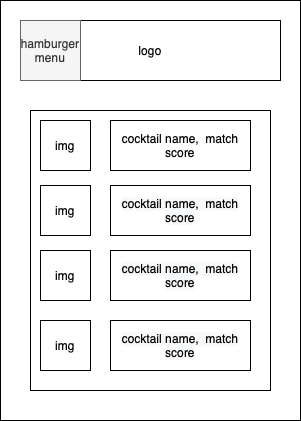 hamburger
menu
logo
img
cocktail name,  match
score
img
cocktail name,  match
score
img
cocktail name,  match
score
img
cocktail name,  match
score